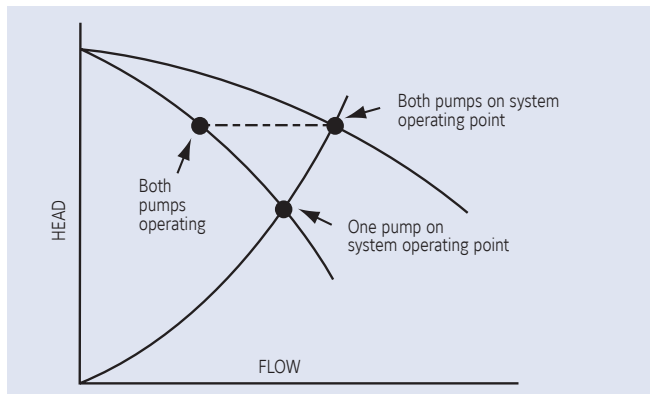 Both pumps on system
operating point
Both
pumps
operating
HEAD
One pump on
system operating point
FLOW